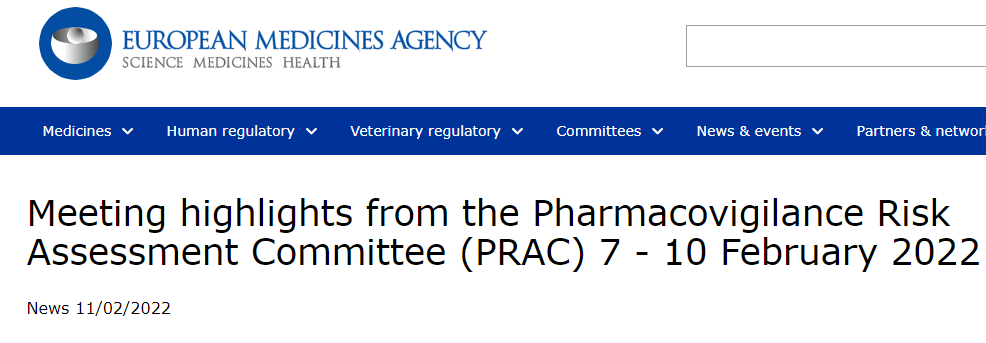 EUROPEAN MEDICINES AGENCY
SCIENCE MEDICINES HEALTH
Medicines Human regulatory Veterinary regulatory Committees News & events Partners &
Meeting highlights from the Pharmacovigilance Risk
Assessment Committee (PRAC) 7 - 10 February 2022
News 11/02/2022